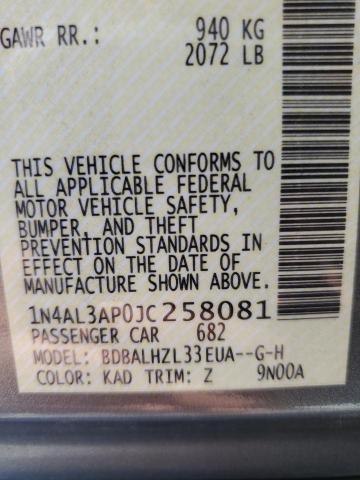 GAWR RR.: 940 KG
2072 LB
THIS VEHICLE CONFORMS TO
ALL APPLICABLE FEDERAL
MOTOR VEHICLE SAFETY,
BUMPER, AND THEFT
PREVENTION STANDARDS IN
EFFECT ON THE DATE OF
MANUFACTURE SHOWN ABOVE.
1N4AL3AP0JC258081
PASSENGER CAR 682
MODEL: BDBALHZL33EUA--G-H
COLOR: KAD TRIM: Z 9N00A